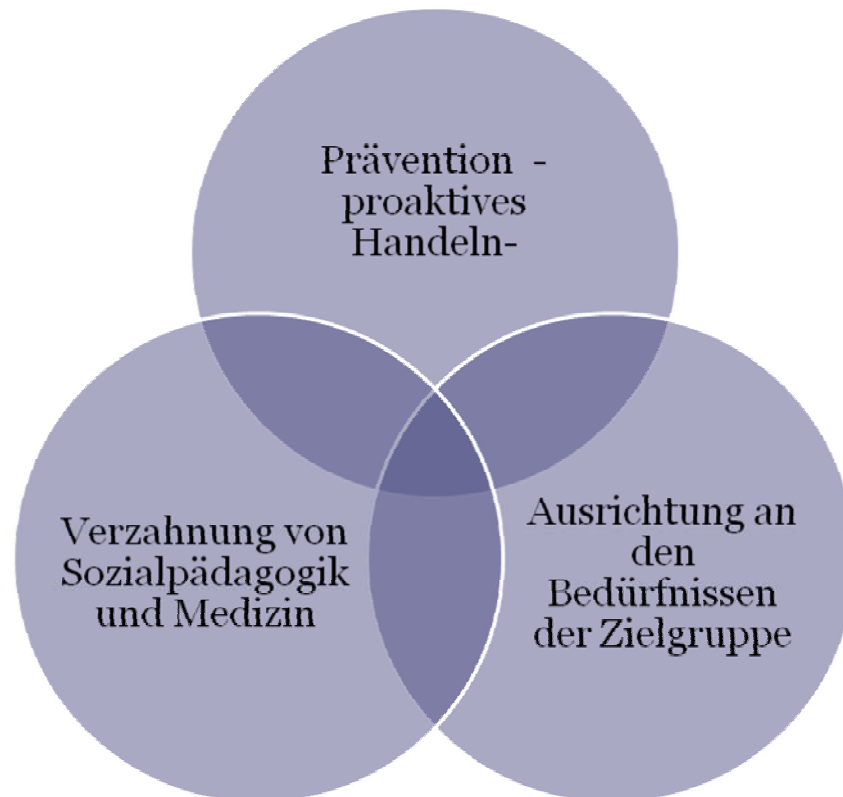 Prävention -
proaktives
Handeln-
Verzahnung von
Sozialpädagogik
und Medizin
Ausrichtung an
den
Bedürfnissen
der Zielgruppe